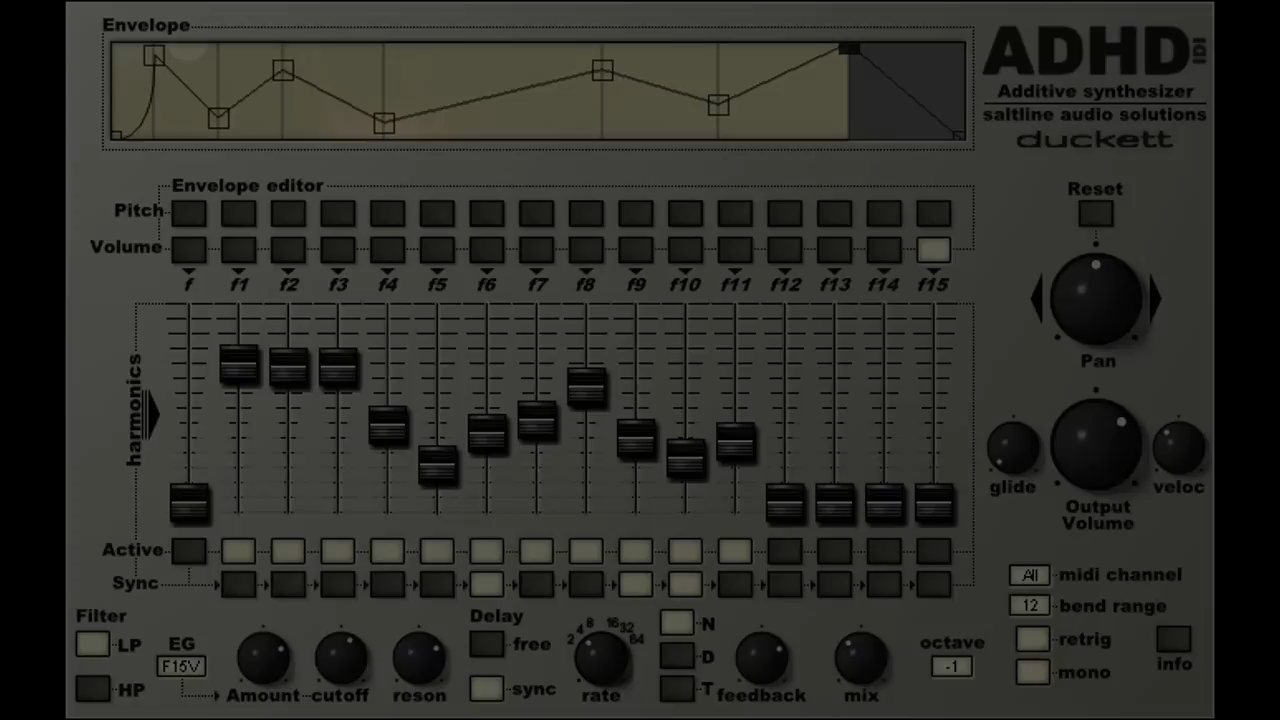 Envelope
ADHD IDI
Additive synthesizer
saltline audio solutions
duckett
Envelope editor
Reset
Pitch
Volume
f f1 f2 f3 f4 f5 f6 f7 f8 f9 f10 f11 f12 f13 f14 f15
Pan
harmonics
glide
veloc
Output
Volume
Active
Sync
All midi channel
12 bend range
retrig
mono
info
Filter
LP
HP
EG
F15V
Amount
cutoff
reson
Delay
free
sync
2 4 8 16 32 64
rate
N
D
T
feedback
mix
octave
-1
S